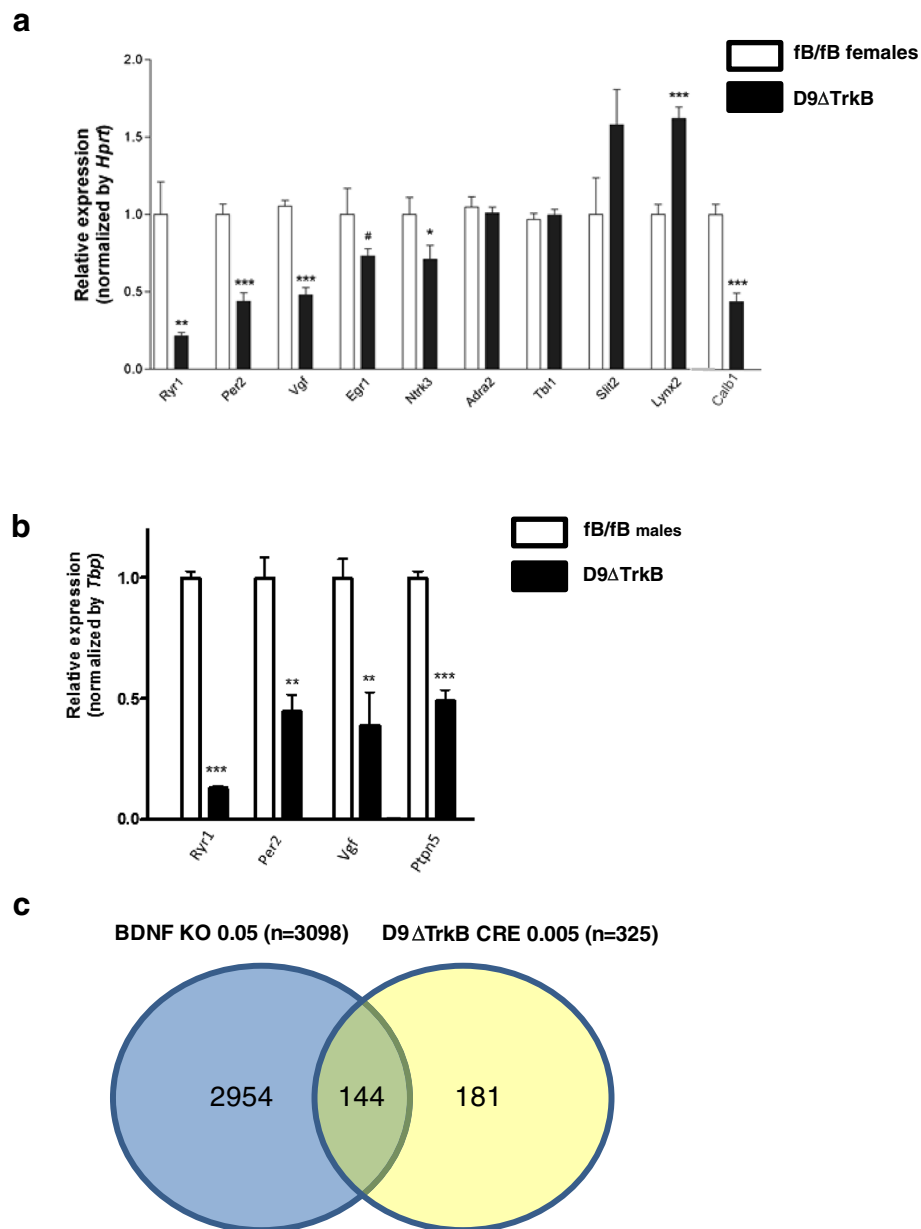 a
fB/fB females
D9ΔTrkB
Relative expression
(normalized by Hprt)
2.0
1.5
1.0
0.5
0.0
**
***
***
#
*
***
***
Ryr1
Per2
Vgf
Egr1
Ntrk3
Adra2
Tbl1
Slit2
Lynx2
Calb1
b
fB/fB males
D9ΔTrkB
Relative expression
(normalized by Tbp)
1.0
0.5
0.0
***
**
**
***
Ryr1
Per2
Vgf
Ptpn5
c
BDNF KO 0.05 (n=3098) D9ΔTrkB CRE 0.005 (n=325)
2954 144 181